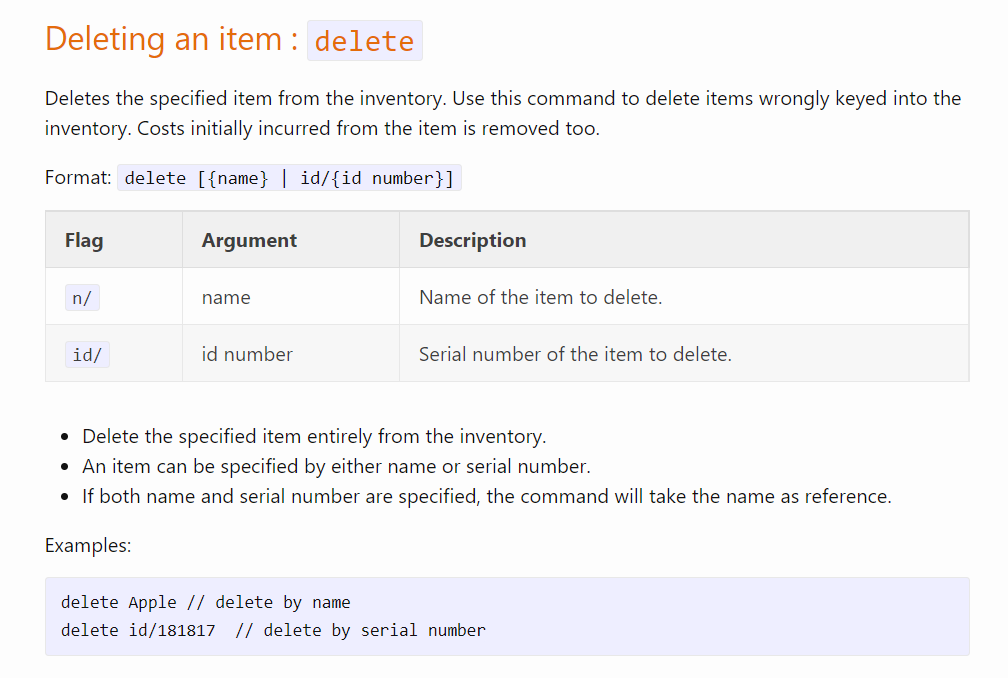 Deleting an item : delete
Deletes the specified item from the inventory. Use this command to delete items wrongly keyed into the
inventory. Costs initially incurred from the item is removed too.
Format: delete [{name} | id/{id number}]
Flag Argument Description
n/ name Name of the item to delete.
id/ id number Serial number of the item to delete.
• Delete the specified item entirely from the inventory.
• An item can be specified by either name or serial number.
• If both name and serial number are specified, the command will take the name as reference.
Examples:
delete Apple // delete by name
delete id/181817  // delete by serial number